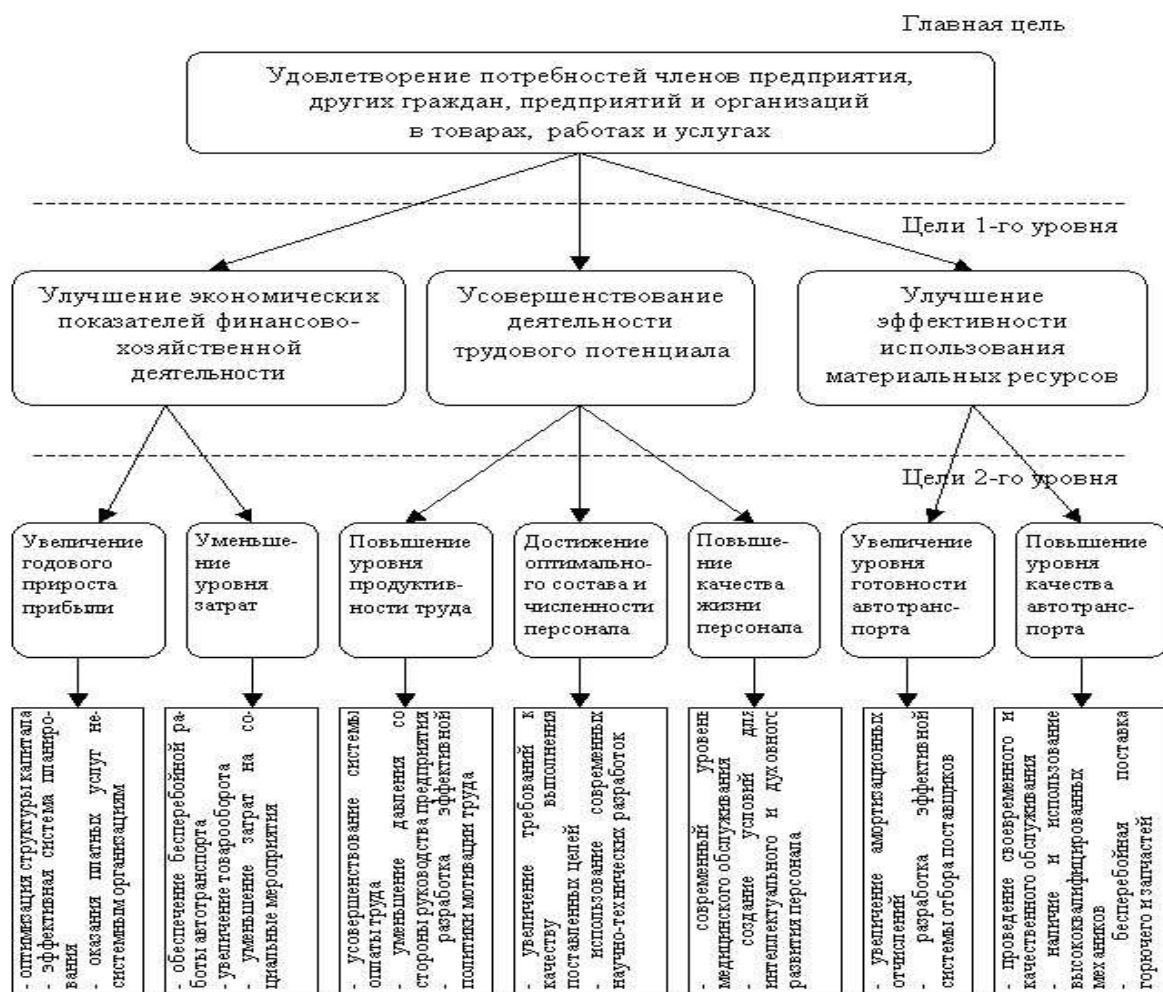 Главная цель
Удовлетворение потребностей членов предприятия,
других граждан, предприятий и организаций
в товарах, работах и услугах
Цели 1-го уровня
Улучшение экономических
показателей финансово-
хозяйственной
деятельности
Усовершенствование
деятельности
трудового потенциала
Улучшение
эффективности
использования
материальных ресурсов
Цели 2-го уровня
Увеличение
годового
прироста
прибыли
Уменьше-
ние
уровня
затрат
Повышение
уровня
продуктив-
ности труда
Достижение
оптимально-
го состава и
численности
персонала
Повыше-
ние
качества
жизни
персонала
Увеличение
уровня
готовности
автотранс-
порта
Повышение
уровня
качества
автотранс-
порта
- оптимизация структуры капитала
- эффективная система планиро-
вания
- оказания платных услуг не-
системным организациям
- обеспечение бесперебойной ра-
боты автотранспорта
- увеличение товарооборота
- уменьшение затрат на со-
циальные мероприятия
- усовершенствование системы
оплаты труда
- уменьшение давления со
стороны руководства предприятия
- разработка эффективной
политики мотивации труда
- увеличение требований к
качеству выполнения
поставленных целей
- использование современных
научно-технических разработок
- современный уровень
медицинского обслуживания
- создание условий для
интеллектуального и духовного
развития персонала
- увеличение амортизационных
отчислений
- разработка эффективной
системы отбора поставщиков
- проведение своевременного и
качественного обслуживания
- наличие и использование
высококвалифицированных
механиков
- бесперебойная поставка
горючего и запчастей